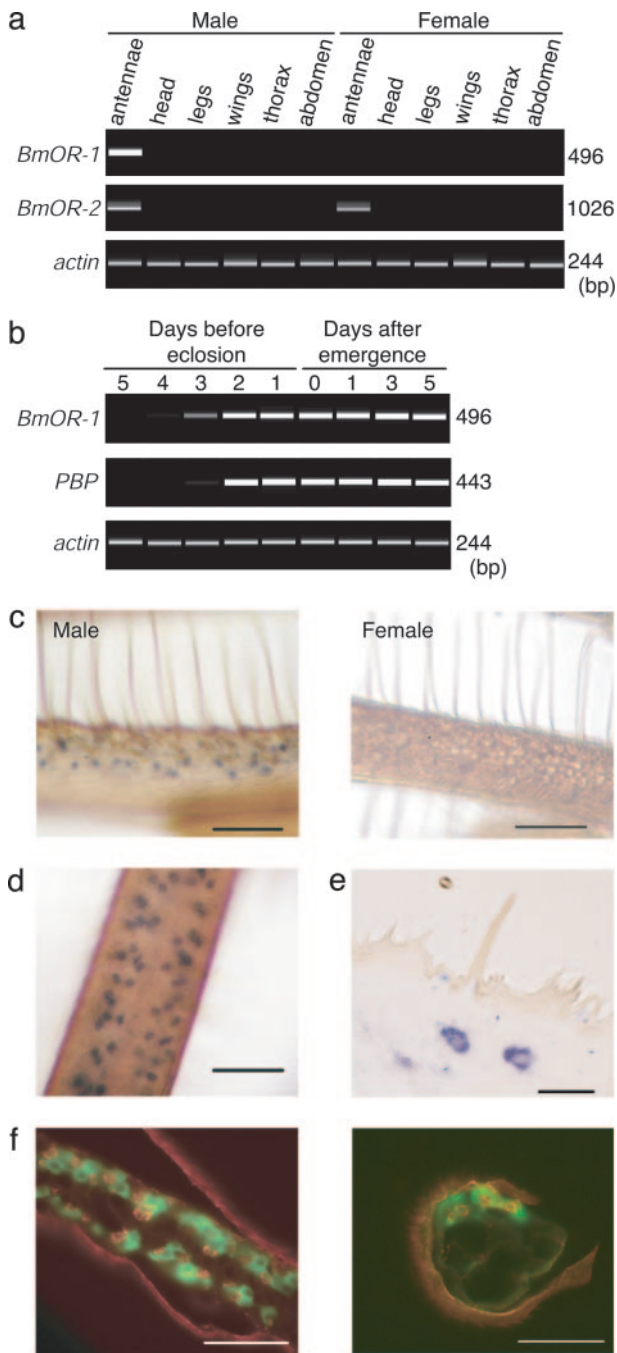 a
Male Female
antennae head legs wings thorax abdomen antennae head legs wings thorax abdomen
BmOR-1 496
BmOR-2 1026
actin 244
(bp)
b
Days before eclosion Days after emergence
5 4 3 2 1 0 1 3 5
BmOR-1 496
PBP 443
actin 244
(bp)
c
Male Female
d e
f